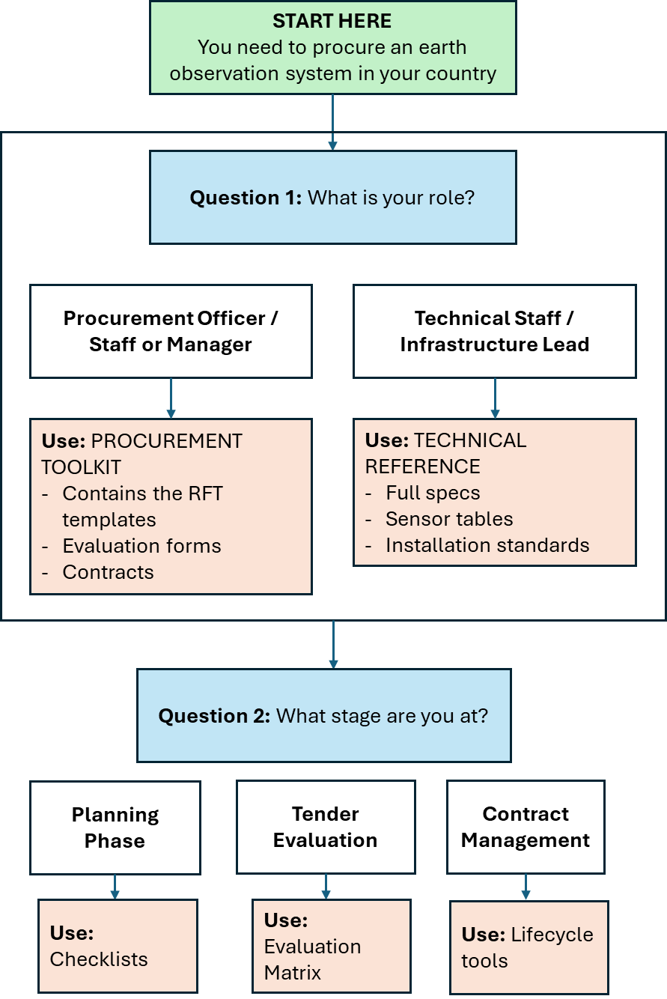 START HERE
You need to procure an earth
observation system in your country
Question 1: What is your role?
Procurement Officer /
Staff or Manager
Technical Staff /
Infrastructure Lead
Use: PROCUREMENT
TOOLKIT
- Contains the RFT
templates
- Evaluation forms
- Contracts
Use: TECHNICAL
REFERENCE
- Full specs
- Sensor tables
- Installation standards
Question 2: What stage are you at?
Planning
Phase
Tender
Evaluation
Contract
Management
Use:
Checklists
Use:
Evaluation
Matrix
Use: Lifecycle
tools